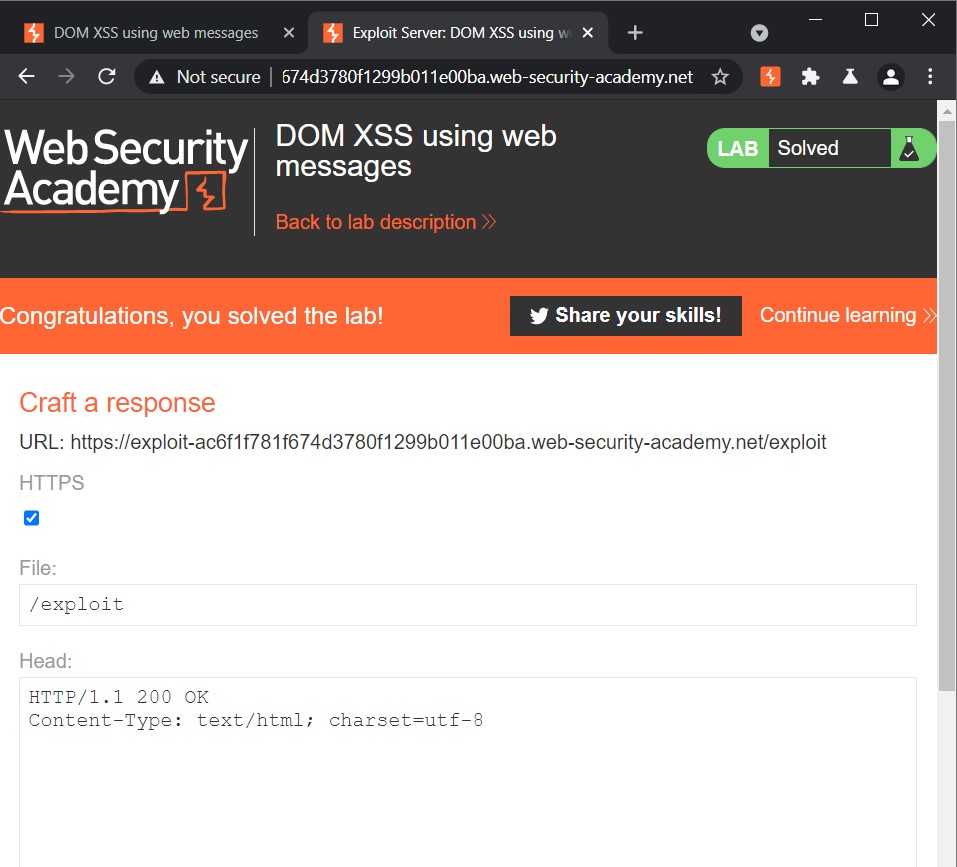 DOM XSS using web messages
Exploit Server: DOM XSS using w
Not secure
674d3780f1299b011e00ba.web-security-academy.net
Web Security
Academy
DOM XSS using web
messages
Back to lab description
LAB
Solved
Congratulations, you solved the lab!
Share your skills!
Continue learning
Craft a response
URL: https://exploit-ac6f1f781f674d3780f1299b011e00ba.web-security-academy.net/exploit
HTTPS
File:
/exploit
Head:
HTTP/1.1 200 OK
Content-Type: text/html; charset=utf-8